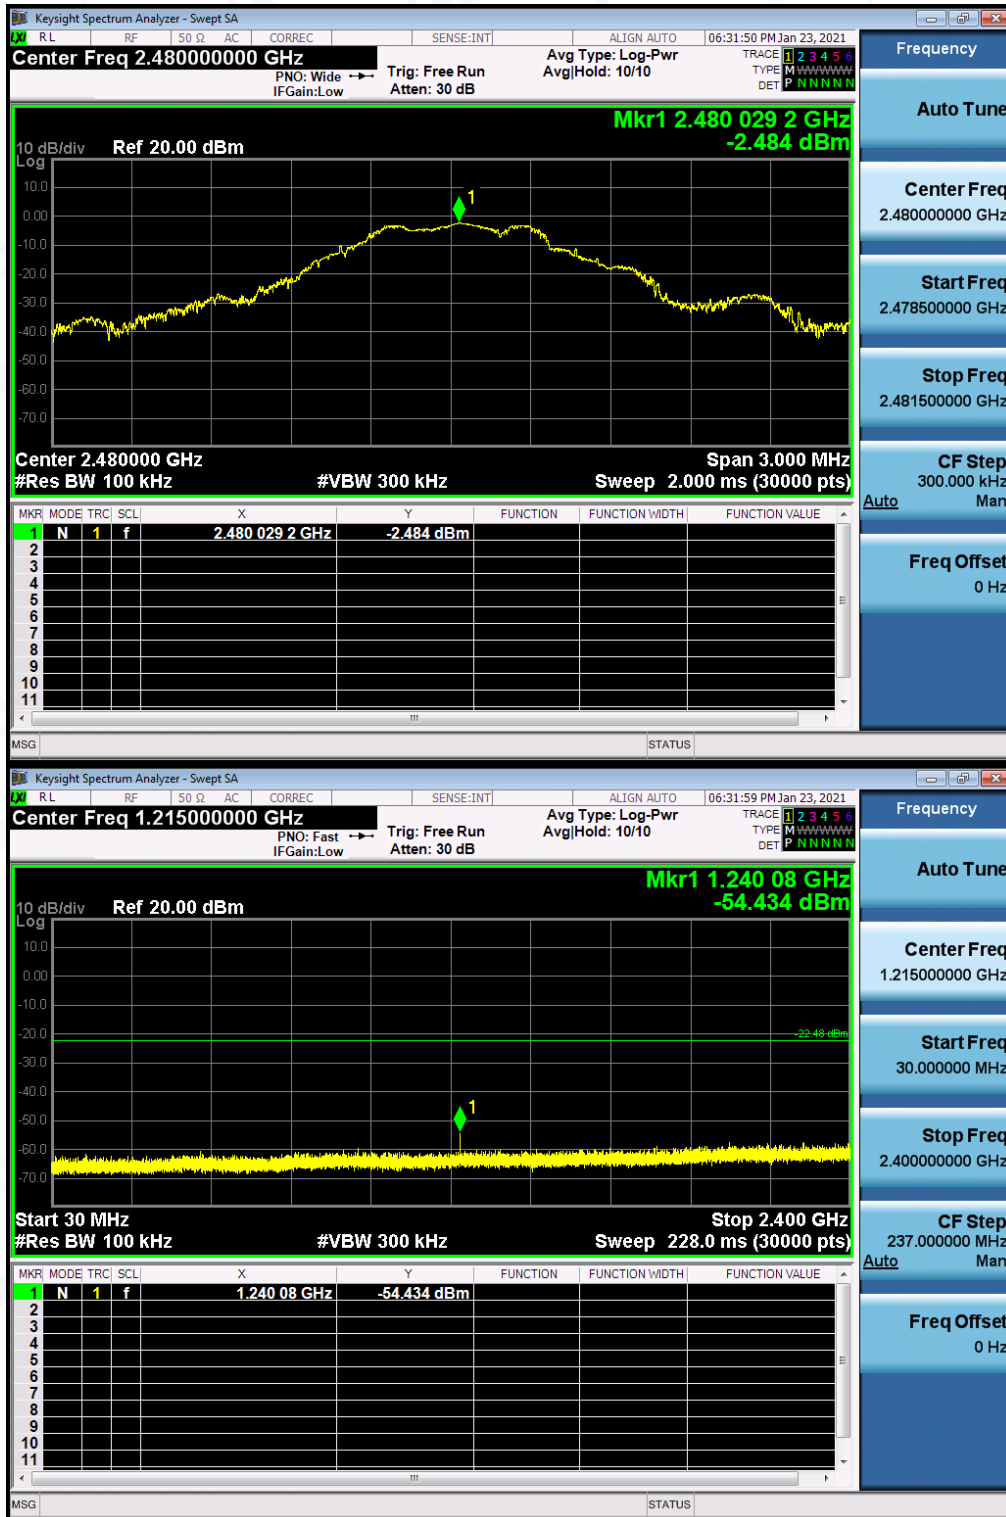 Keysight Spectrum Analyzer - Swept SA
LXI RL RF 50 Ω AC CORREC SENSE:INT ALIGN AUTO 06:31:50 PM Jan 23, 2021
Center Freq 2.480000000 GHz Avg Type: Log-Pwr TRACE 1 2 3 4 5 6
PNO: Wide Trig: Free Run Avg|Hold: 10/10 TYPE M WWWWW
IFGain:Low Atten: 30 dB DET P N N N N N
Mkr1 2.480 029 2 GHz
-2.484 dBm
10 dB/div Ref 20.00 dBm
Log
10.0
0.00
-10.0
-20.0
-30.0
-40.0
-50.0
-60.0
-70.0
1
Center 2.480000 GHz Span 3.000 MHz
#Res BW 100 kHz #VBW 300 kHz Sweep 2.000 ms (30000 pts)
MKR MODE TRC SCL X Y FUNCTION FUNCTION WIDTH FUNCTION VALUE
1 N 1 f 2.480 029 2 GHz -2.484 dBm
2
3
4
5
6
7
8
9
10
11
MSG STATUS
Frequency
Auto Tune
Center Freq
2.480000000 GHz
Start Freq
2.478500000 GHz
Stop Freq
2.481500000 GHz
CF Step
300.000 kHz
Auto Man
Freq Offset
0 Hz
Keysight Spectrum Analyzer - Swept SA
LXI RL RF 50 Ω AC CORREC SENSE:INT ALIGN AUTO 06:31:59 PM Jan 23, 2021
Center Freq 1.215000000 GHz Avg Type: Log-Pwr TRACE 1 2 3 4 5 6
PNO: Fast Trig: Free Run Avg|Hold: 10/10 TYPE M WWWWW
IFGain:Low Atten: 30 dB DET P N N N N N
Mkr1 1.240 08 GHz
-54.434 dBm
10 dB/div Ref 20.00 dBm
Log
10.0
0.00
-10.0
-20.0
-30.0
-40.0
-50.0
-60.0
-70.0
-22.48 dBm
1
Start 30 MHz Stop 2.400 GHz
#Res BW 100 kHz #VBW 300 kHz Sweep 228.0 ms (30000 pts)
MKR MODE TRC SCL X Y FUNCTION FUNCTION WIDTH FUNCTION VALUE
1 N 1 f 1.240 08 GHz -54.434 dBm
2
3
4
5
6
7
8
9
10
11
MSG STATUS
Frequency
Auto Tune
Center Freq
1.215000000 GHz
Start Freq
30.000000 MHz
Stop Freq
2.400000000 GHz
CF Step
237.000000 MHz
Auto Man
Freq Offset
0 Hz